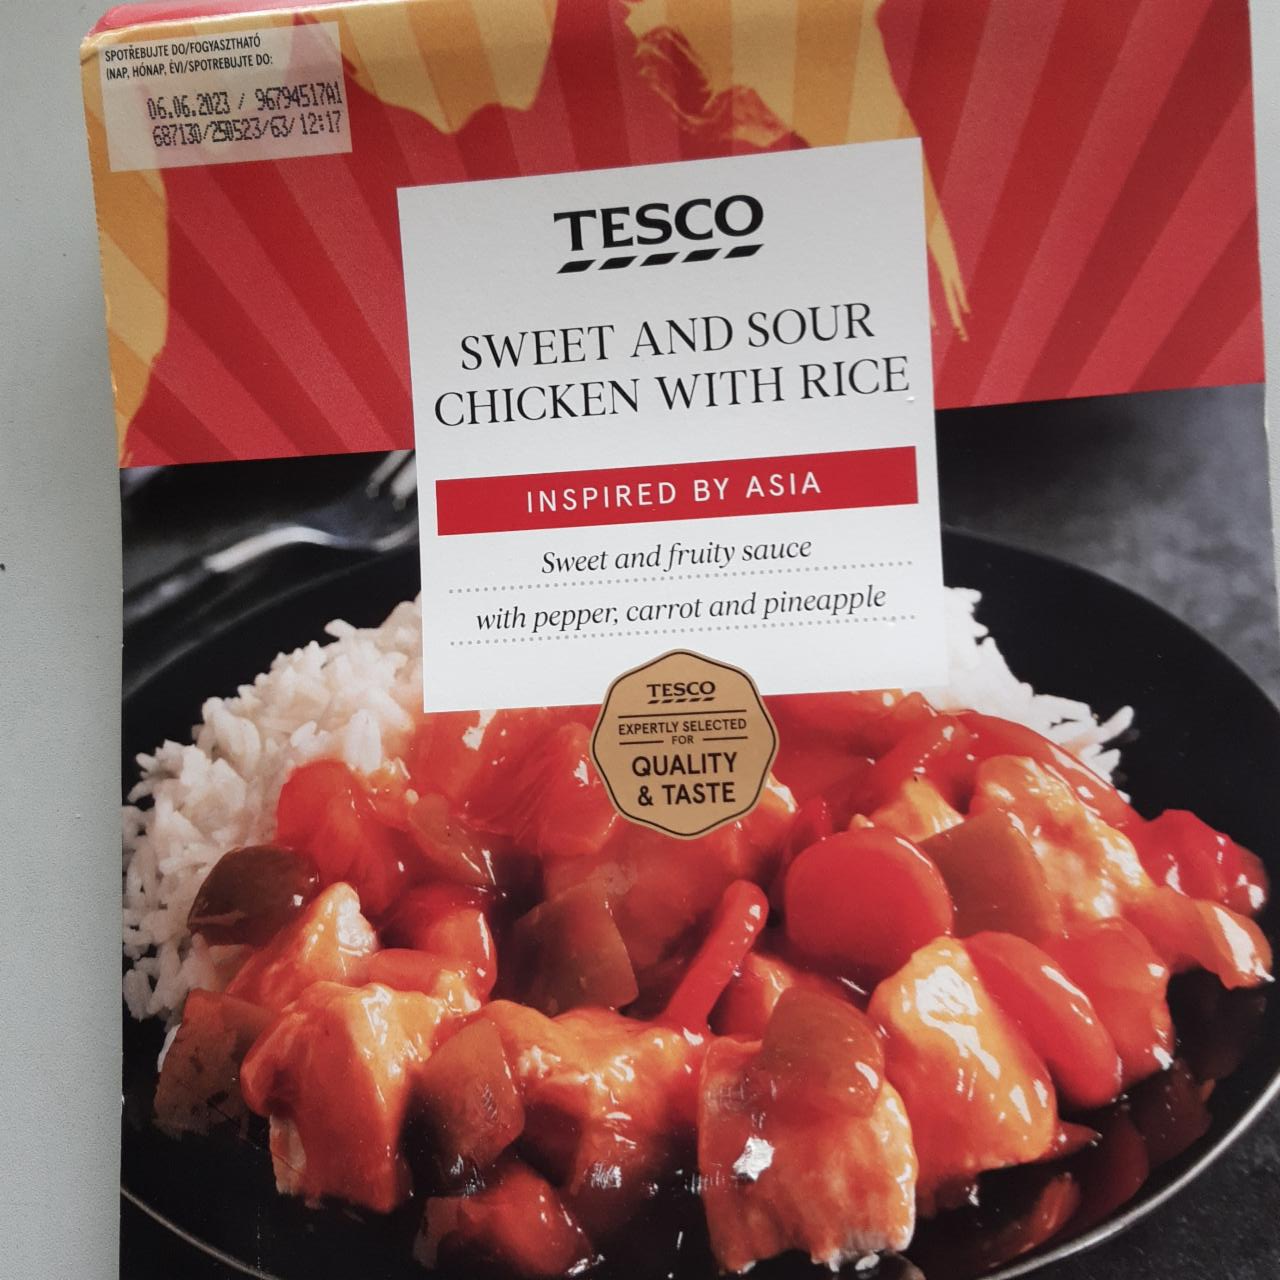 SPOTŘEBUJTE DO/FOGYASZTHATÓ
(NAP, HÓNAP, ÉV)/SPOTREBUJTE DO:
06.06.2023 / 96794517A1
687130/250523/63/12:17
TESCO
SWEET AND SOUR
CHICKEN WITH RICE
INSPIRED BY ASIA
Sweet and fruity sauce
with pepper, carrot and pineapple
TESCO
EXPERTLY SELECTED
FOR
QUALITY
& TASTE